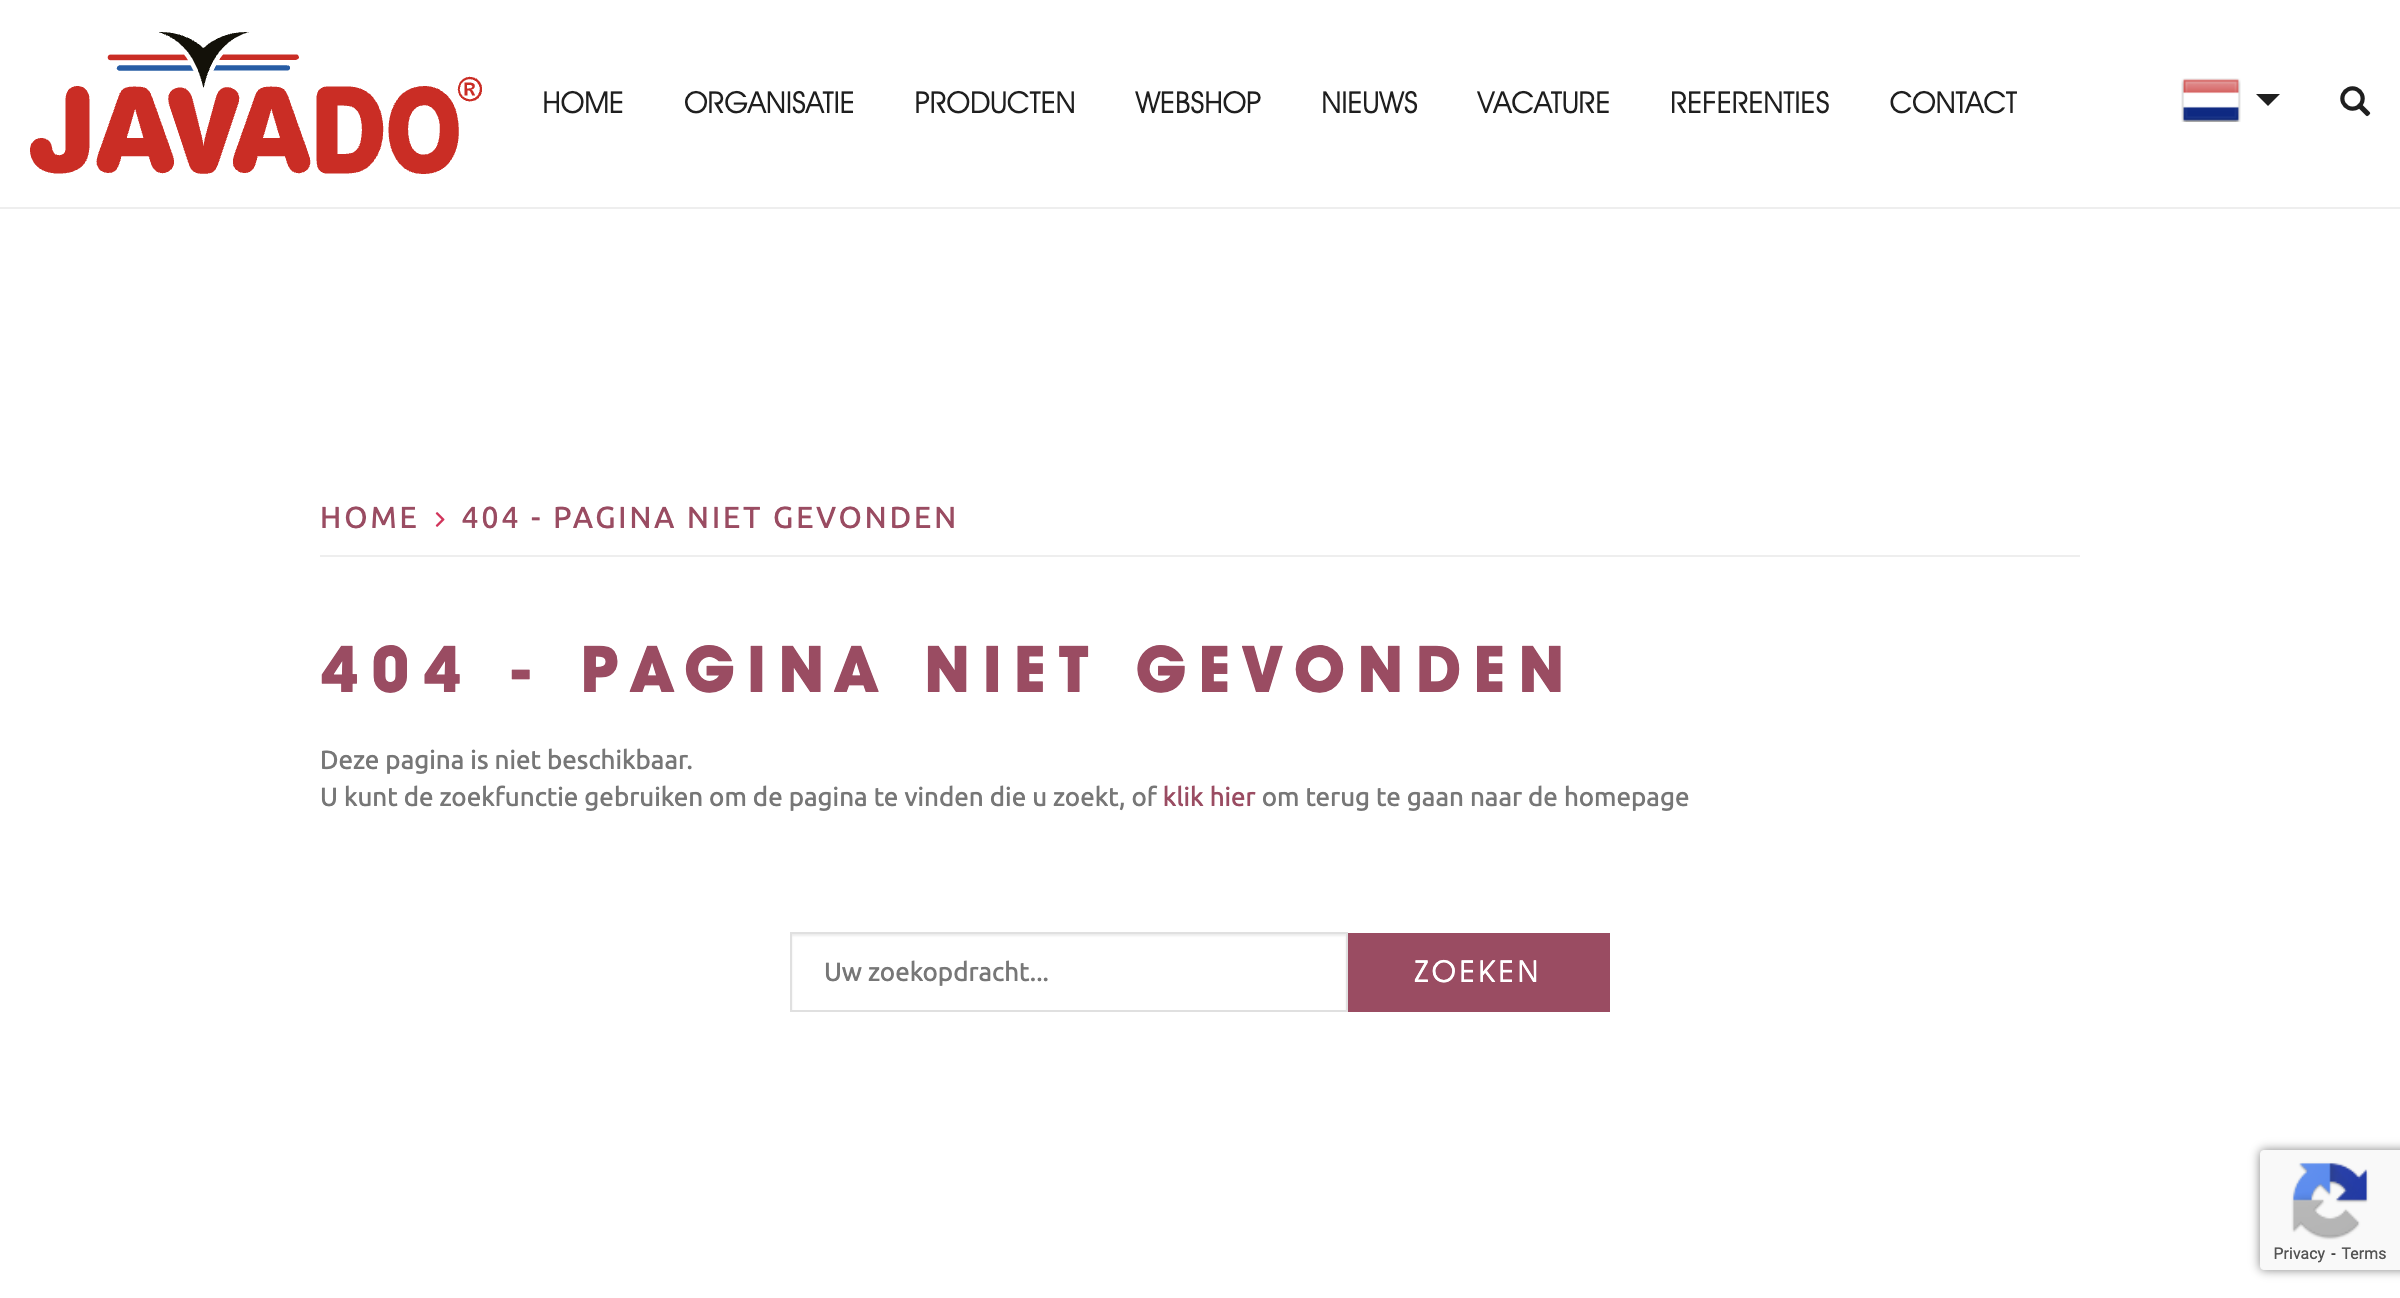 JAVADO®
HOME ORGANISATIE PRODUCTEN WEBSHOP NIEUWS VACATURE REFERENTIES CONTACT
HOME > 404 - PAGINA NIET GEVONDEN
404 - PAGINA NIET GEVONDEN
Deze pagina is niet beschikbaar.
U kunt de zoekfunctie gebruiken om de pagina te vinden die u zoekt, of klik hier om terug te gaan naar de homepage
Uw zoekopdracht... ZOEKEN
Privacy - Terms